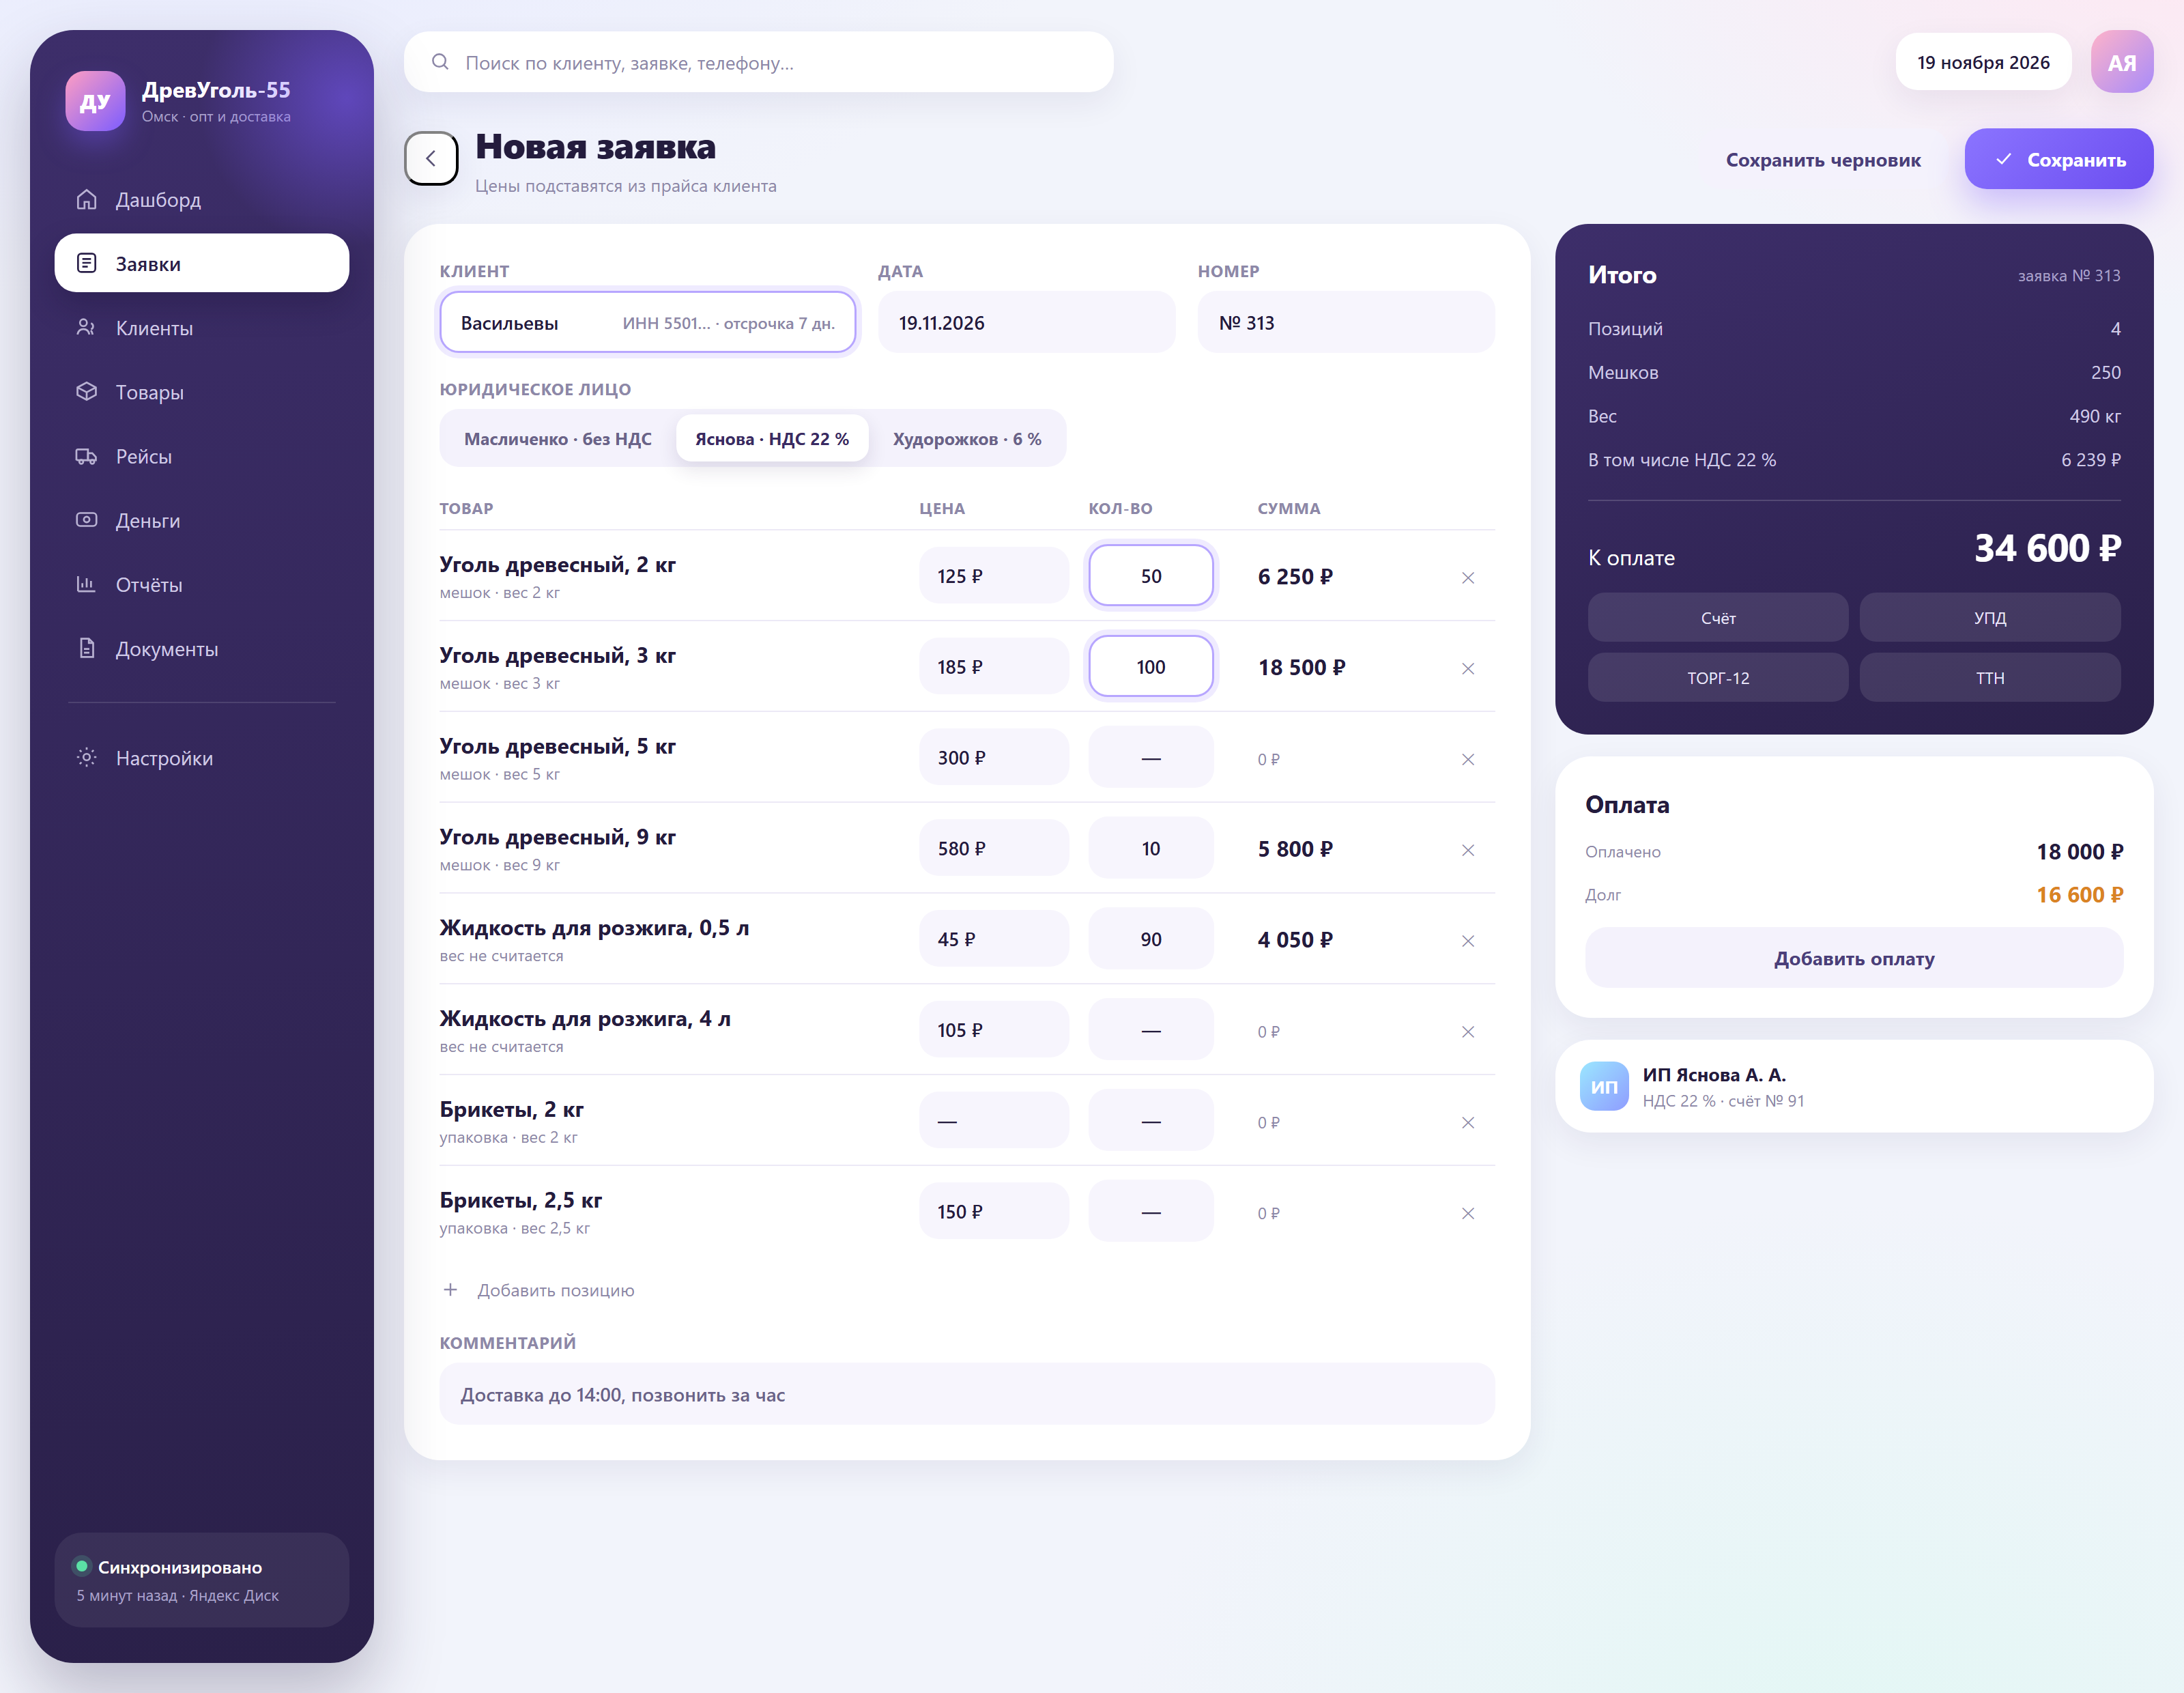 ДУ
ДревУголь-55
Омск · опт и доставка
Дашборд
Заявки
Клиенты
Товары
Рейсы
Деньги
Отчёты
Документы
Настройки
Синхронизировано
5 минут назад · Яндекс Диск
Поиск по клиенту, заявке, телефону...
19 ноября 2026
АЯ
Новая заявка
Цены подставятся из прайса клиента
Сохранить черновик
Сохранить
КЛИЕНТ
ДАТА
НОМЕР
Васильевы
ИНН 5501... · отсрочка 7 дн.
19.11.2026
№ 313
ЮРИДИЧЕСКОЕ ЛИЦО
Масличенко · без НДС
Яснова · НДС 22 %
Худорожков · 6 %
ТОВАР ЦЕНА КОЛ-ВО СУММА
Уголь древесный, 2 кг
мешок · вес 2 кг
125 ₽ 50 6 250 ₽
Уголь древесный, 3 кг
мешок · вес 3 кг
185 ₽ 100 18 500 ₽
Уголь древесный, 5 кг
мешок · вес 5 кг
300 ₽ — 0 ₽
Уголь древесный, 9 кг
мешок · вес 9 кг
580 ₽ 10 5 800 ₽
Жидкость для розжига, 0,5 л
вес не считается
45 ₽ 90 4 050 ₽
Жидкость для розжига, 4 л
вес не считается
105 ₽ — 0 ₽
Брикеты, 2 кг
упаковка · вес 2 кг
— — 0 ₽
Брикеты, 2,5 кг
упаковка · вес 2,5 кг
150 ₽ — 0 ₽
Добавить позицию
КОММЕНТАРИЙ
Доставка до 14:00, позвонить за час
Итого
заявка № 313
Позиций 4
Мешков 250
Вес 490 кг
В том числе НДС 22 % 6 239 ₽
К оплате 34 600 ₽
Счёт
УПД
ТОРГ-12
ТТН
Оплата
Оплачено 18 000 ₽
Долг 16 600 ₽
Добавить оплату
ИП
ИП Яснова А. А.
НДС 22 % · счёт № 91